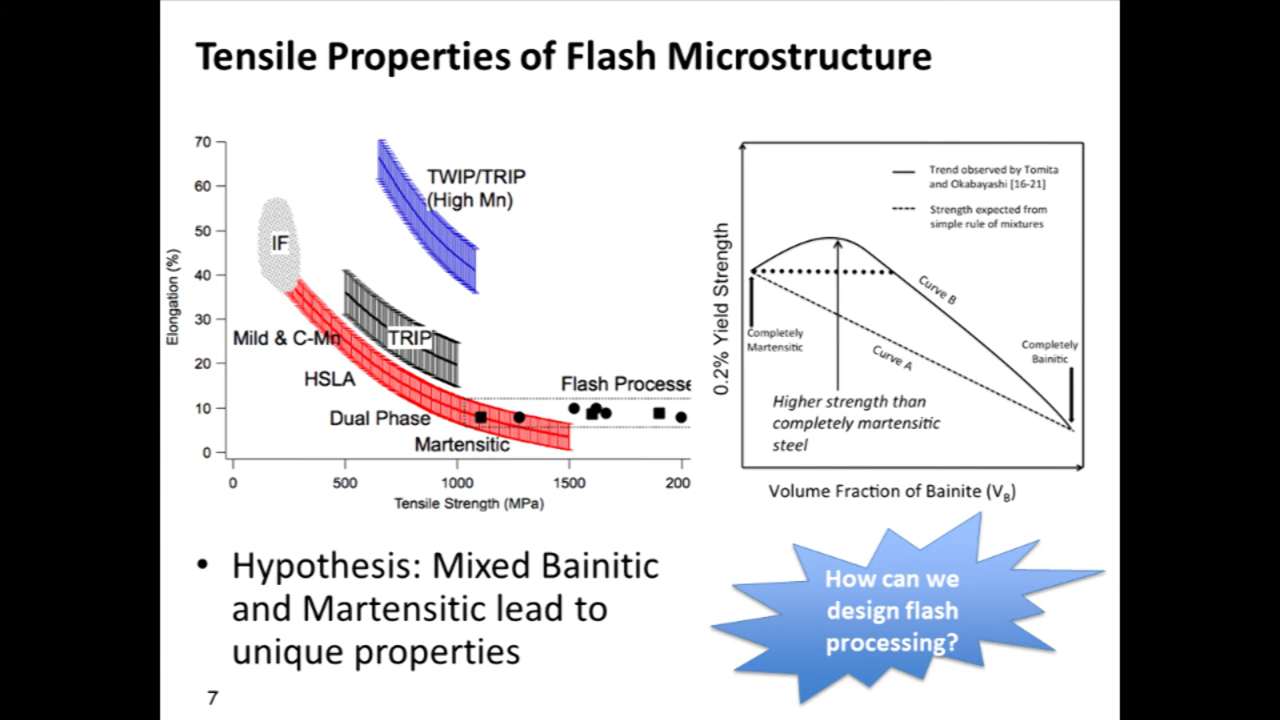 Tensile Properties of Flash Microstructure
70
60
50
40
30
20
10
0
Elongation (%)
0
500
1000
1500
200
Tensile Strength (MPa)
TWIP/TRIP
(High Mn)
IF
Mild & C-Mn
TRIP
HSLA
Flash Processe
Dual Phase
Martensitic
0.2% Yield Strength
Trend observed by Tomita
and Okabayashi [16-21]
Strength expected from
simple rule of mixtures
Curve B
Completely
Martensitic
Curve A
Completely
Bainitic
Higher strength than
completely martensitic
steel
Volume Fraction of Bainite (VB)
• Hypothesis: Mixed Bainitic
and Martensitic lead to
unique properties
How can we
design flash
processing?
7